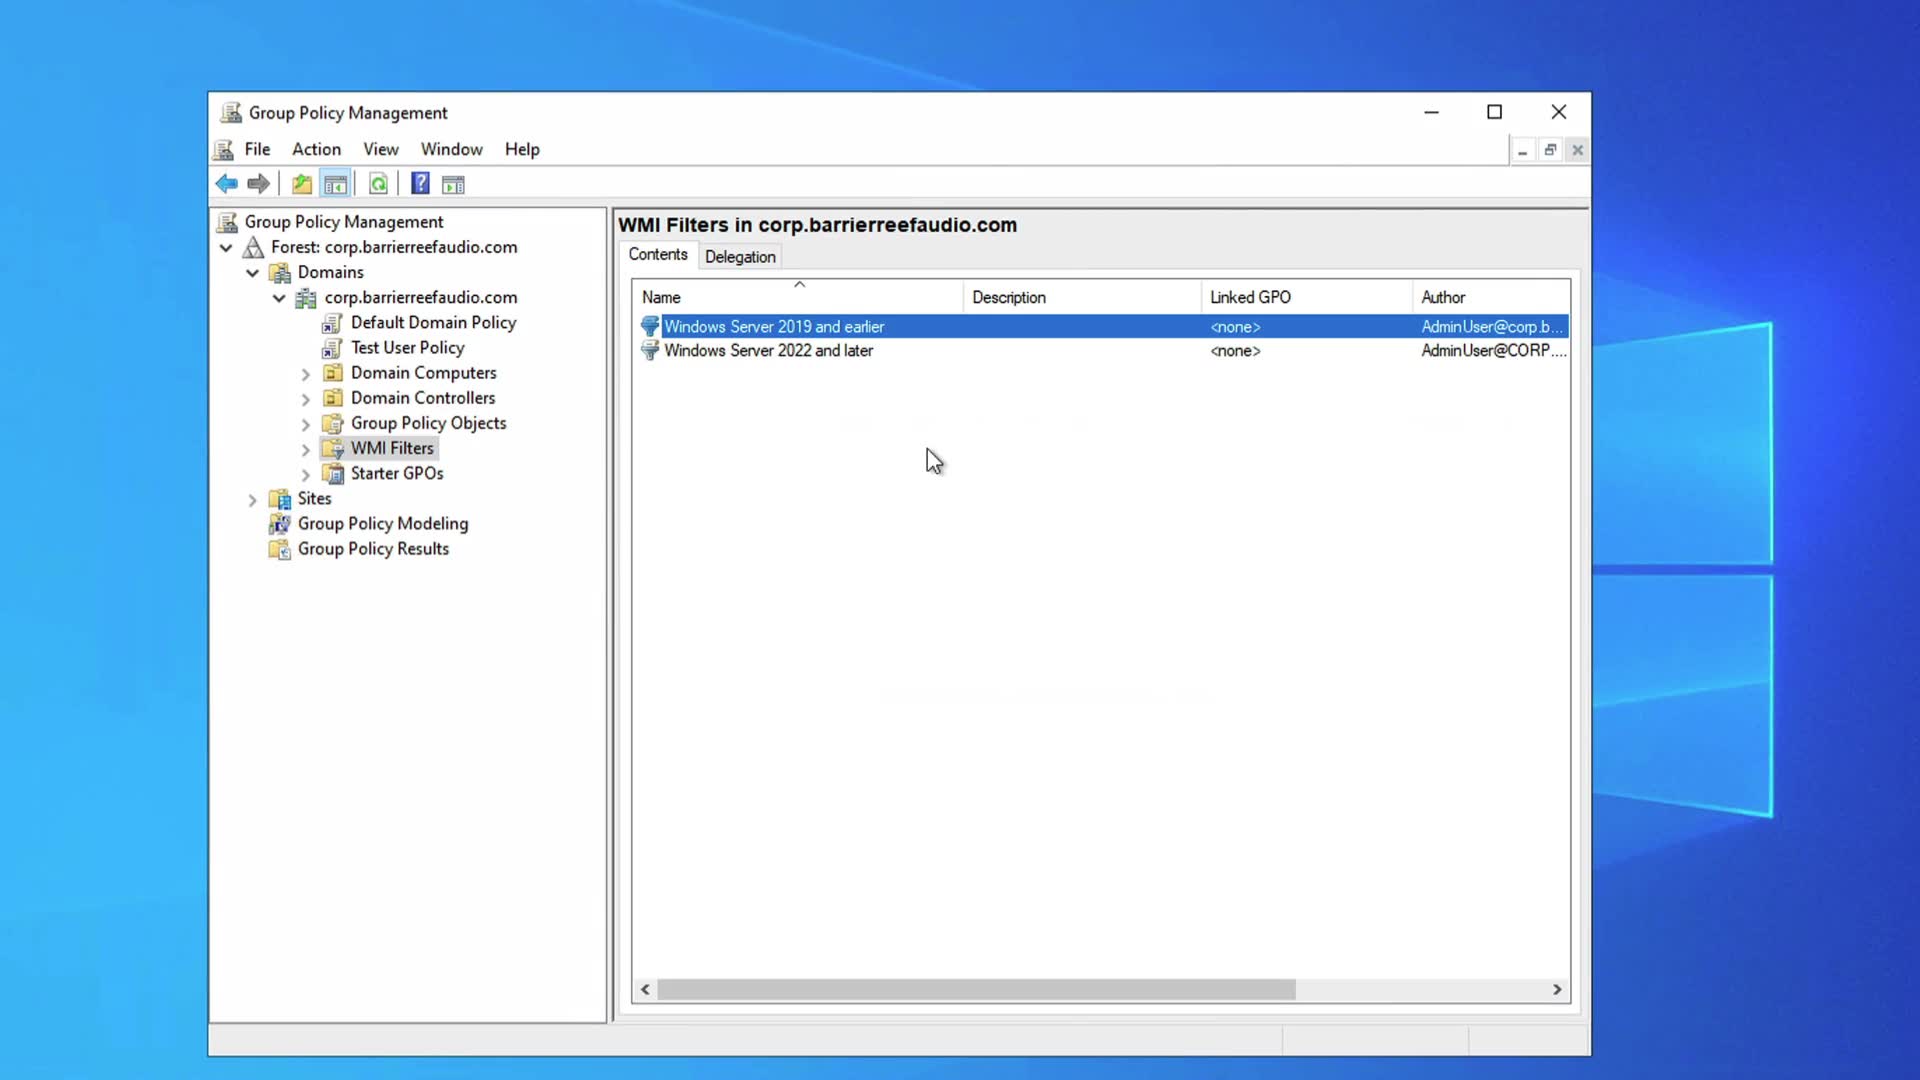 Group Policy Management
File Action View Window Help
Group Policy Management
Forest: corp.barrierreefaudio.com
Domains
corp.barrierreefaudio.com
Default Domain Policy
Test User Policy
Domain Computers
Domain Controllers
Group Policy Objects
WMI Filters
Starter GPOs
Sites
Group Policy Modeling
Group Policy Results
WMI Filters in corp.barrierreefaudio.com
Contents Delegation
Name Description Linked GPO Author
Windows Server 2019 and earlier <none> AdminUser@corp.b...
Windows Server 2022 and later <none> AdminUser@CORP....